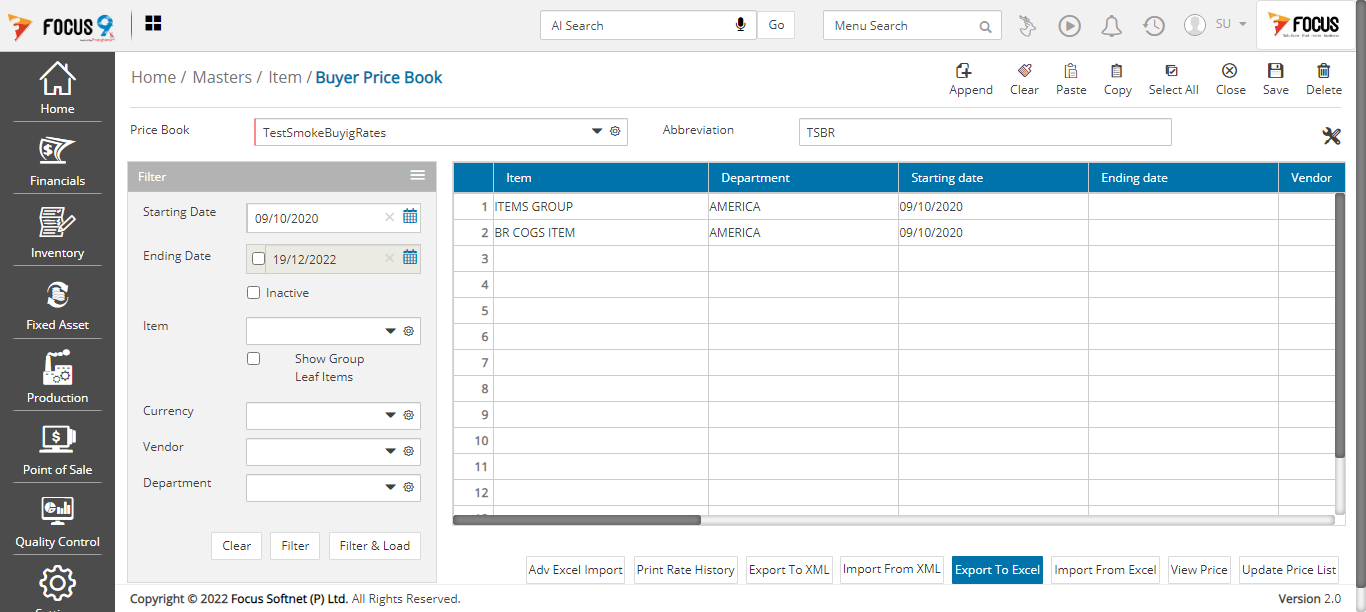 FOCUS 9
AI Search
Go
Menu Search
SU
FOCUS
Home
Financials
Inventory
Fixed Asset
Production
Point of Sale
Quality Control
Home / Masters / Item / Buyer Price Book
Append
Clear
Paste
Copy
Select All
Close
Save
Delete
Price Book
TestSmokeBuyigRates
Abbreviation
TSBR
Filter
Starting Date
09/10/2020
Ending Date
19/12/2022
Inactive
Item
Show Group
Leaf Items
Currency
Vendor
Department
Clear
Filter
Filter & Load
Item Department Starting date Ending date Vendor
1 ITEMS GROUP AMERICA 09/10/2020
2 BR COGS ITEM AMERICA 09/10/2020
3
4
5
6
7
8
9
10
11
12
Adv Excel Import
Print Rate History
Export To XML
Import From XML
Export To Excel
Import From Excel
View Price
Update Price List
Copyright © 2022 Focus Softnet (P) Ltd. All Rights Reserved.
Version 2.0